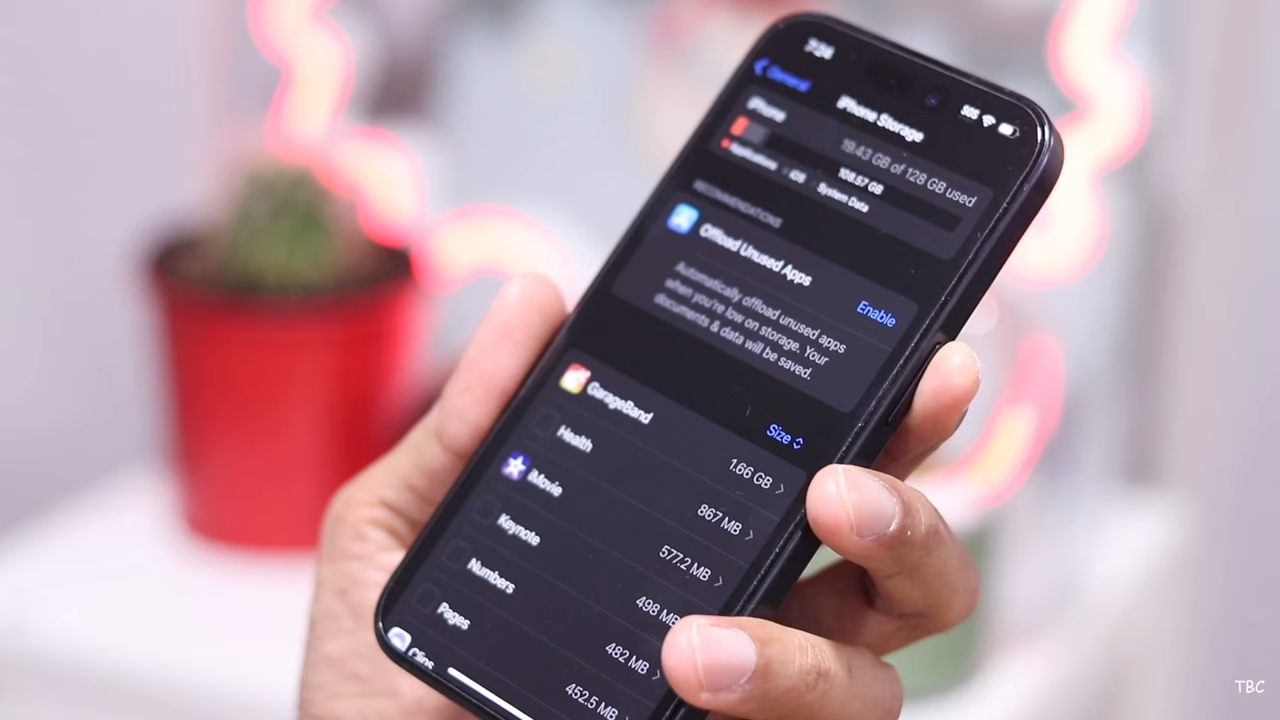 7:24
SOS
General
iPhone Storage
iPhone
19.43 GB of 128 GB used
108.57 GB
Applications
iOS
System Data
RECOMMENDATIONS
Offload Unused Apps
Enable
Automatically offload unused apps
when you're low on storage. Your
documents & data will be saved.
Size
GarageBand
1.66 GB
Health
867 MB
iMovie
577.2 MB
Keynote
498 MB
Numbers
482 MB
Pages
452.5 MB
Clips
TBC